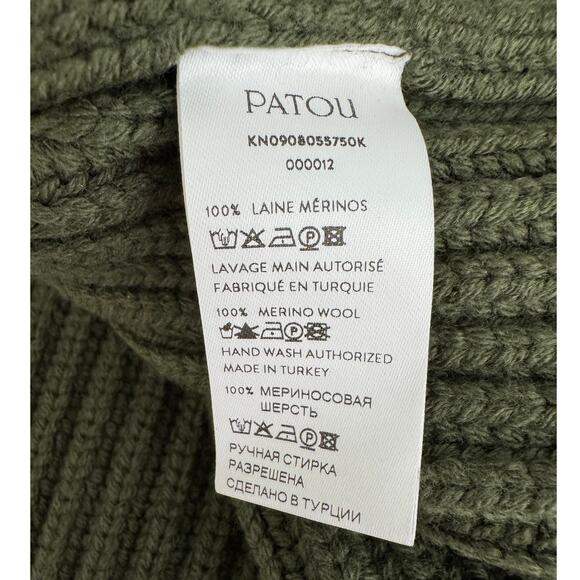 PATOU
KN0908055750K
000012
100% LAINE MÉRINOS
LAVAGE MAIN AUTORISÉ
FABRIQUÉ EN TURQUIE
100% MERINO WOOL
HAND WASH AUTHORIZED
MADE IN TURKEY
100% МЕРИНОСОВАЯ
ШЕРСТЬ
РУЧНАЯ СТИРКА
РАЗРЕШЕНА
СДЕЛАНО В ТУРЦИИ